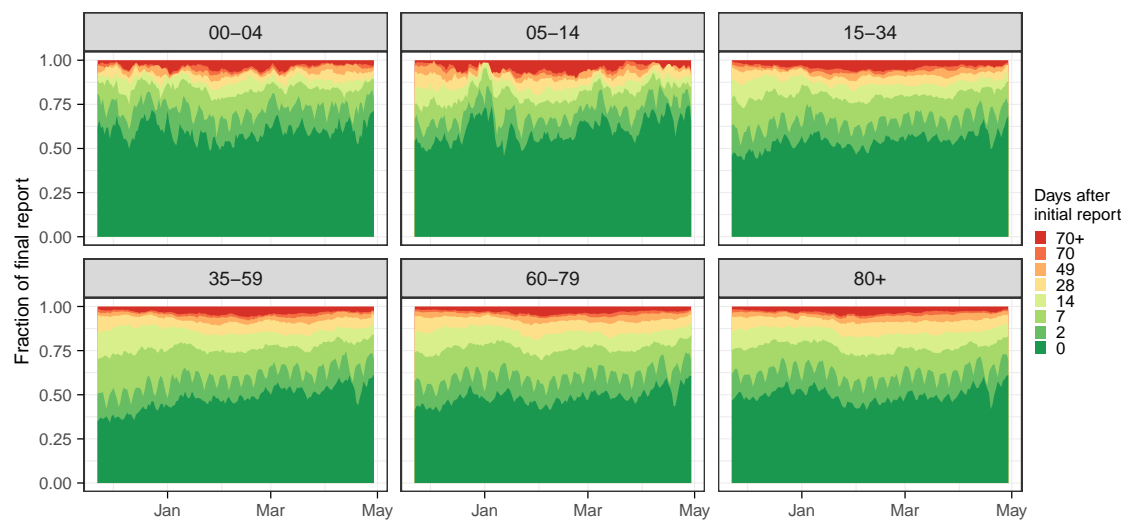 00−04
05−14
15−34
1.00
0.75
0.50
0.25
0.00
35−59
60−79
80+
1.00
0.75
0.50
0.25
0.00
Jan
Mar
May
Jan
Mar
May
Jan
Mar
May
Fraction of final report
Days after
initial report
70+
70
49
28
14
7
2
0